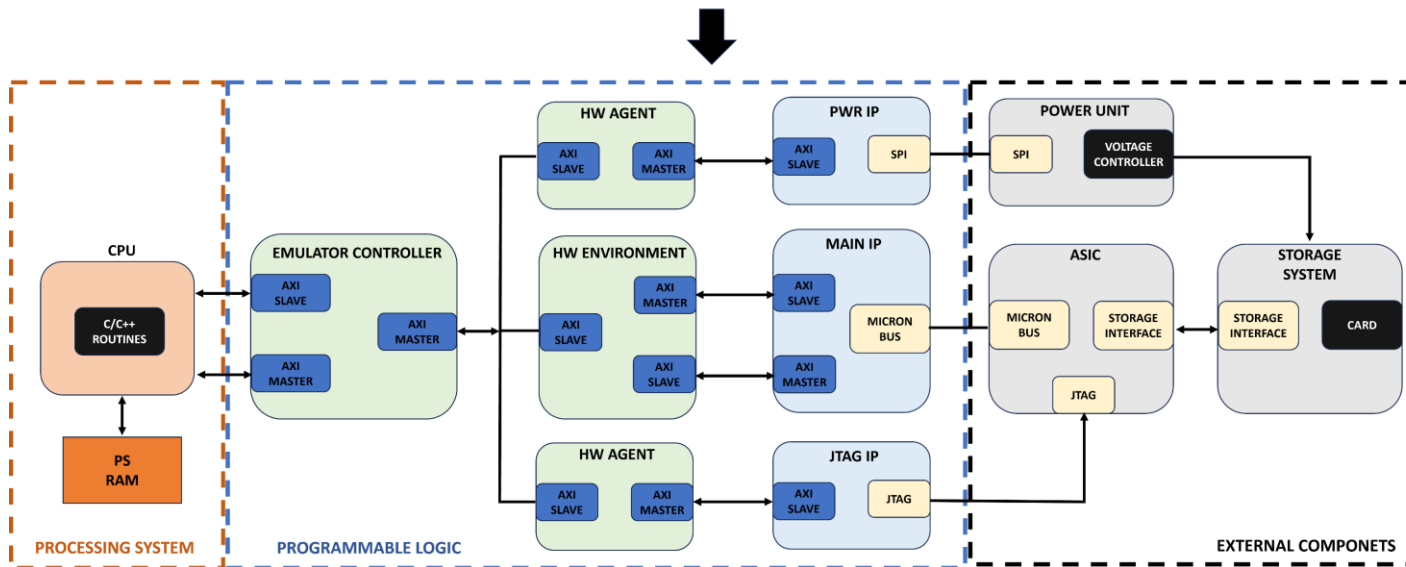 HW AGENT
AXI
SLAVE
AXI
MASTER
PWR IP
AXI
SLAVE
SPI
POWER UNIT
SPI
VOLTAGE
CONTROLLER
CPU
C/C++
ROUTINES
PS
RAM
EMULATOR CONTROLLER
AXI
SLAVE
AXI
MASTER
AXI
MASTER
HW ENVIRONMENT
AXI
SLAVE
AXI
MASTER
AXI
SLAVE
MAIN IP
AXI
SLAVE
AXI
MASTER
MICRON
BUS
ASIC
MICRON
BUS
STORAGE
INTERFACE
JTAG
STORAGE
SYSTEM
STORAGE
INTERFACE
CARD
HW AGENT
AXI
SLAVE
AXI
MASTER
JTAG IP
AXI
SLAVE
JTAG
PROCESSING SYSTEM
PROGRAMMABLE LOGIC
EXTERNAL COMPONETS